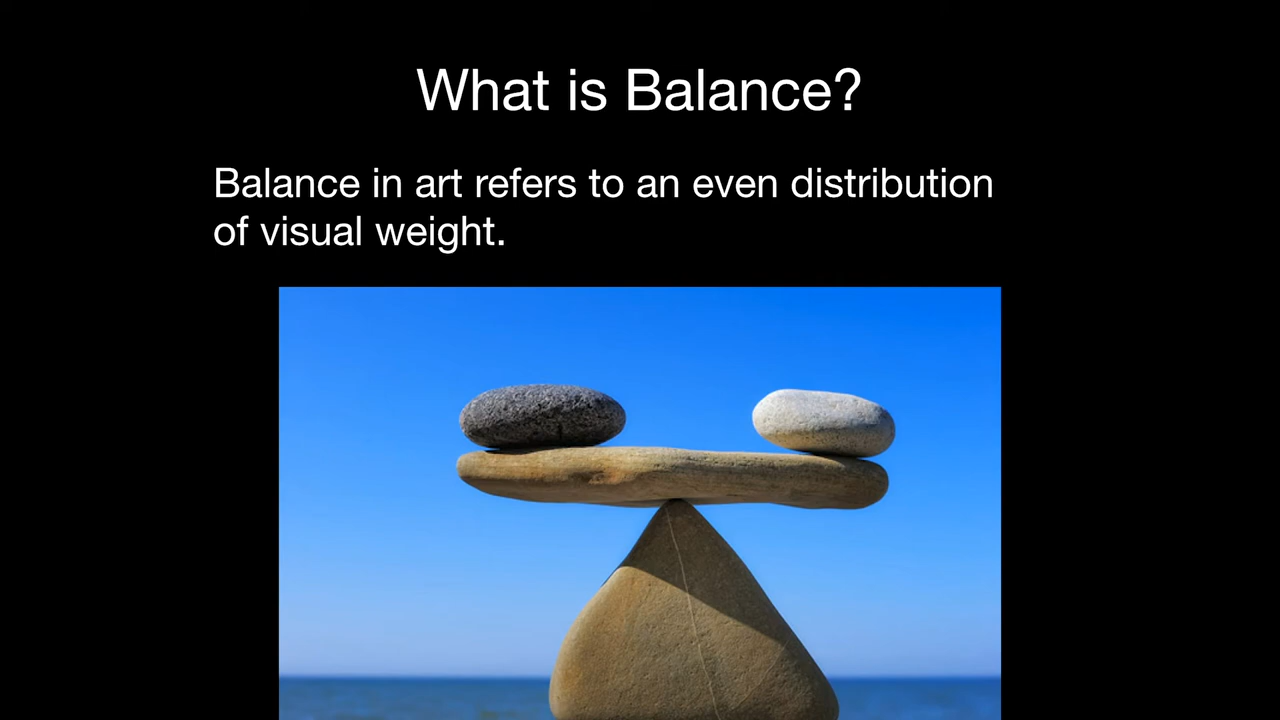 What is Balance?
Balance in art refers to an even distribution
of visual weight.